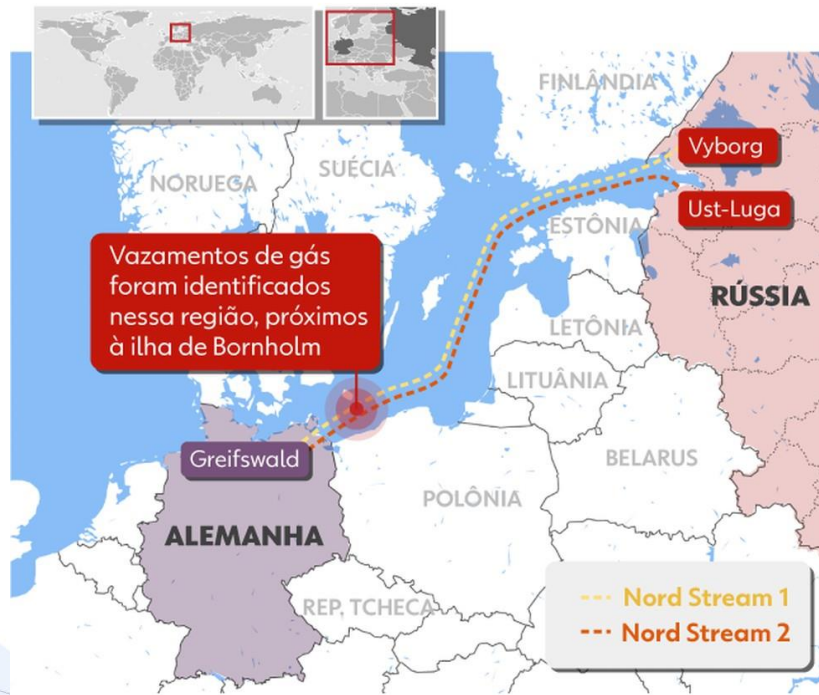 FINLÂNDIA
Vyborg
NORUEGA
SUÉCIA
Ust-Luga
ESTÔNIA
Vazamentos de gás
foram identificados
nessa região, próximos
à ilha de Bornholm
RÚSSIA
LETÔNIA
LITUÂNIA
Greifswald
BELARUS
POLÔNIA
ALEMANHA
REP. TCHECA
Nord Stream 1
Nord Stream 2